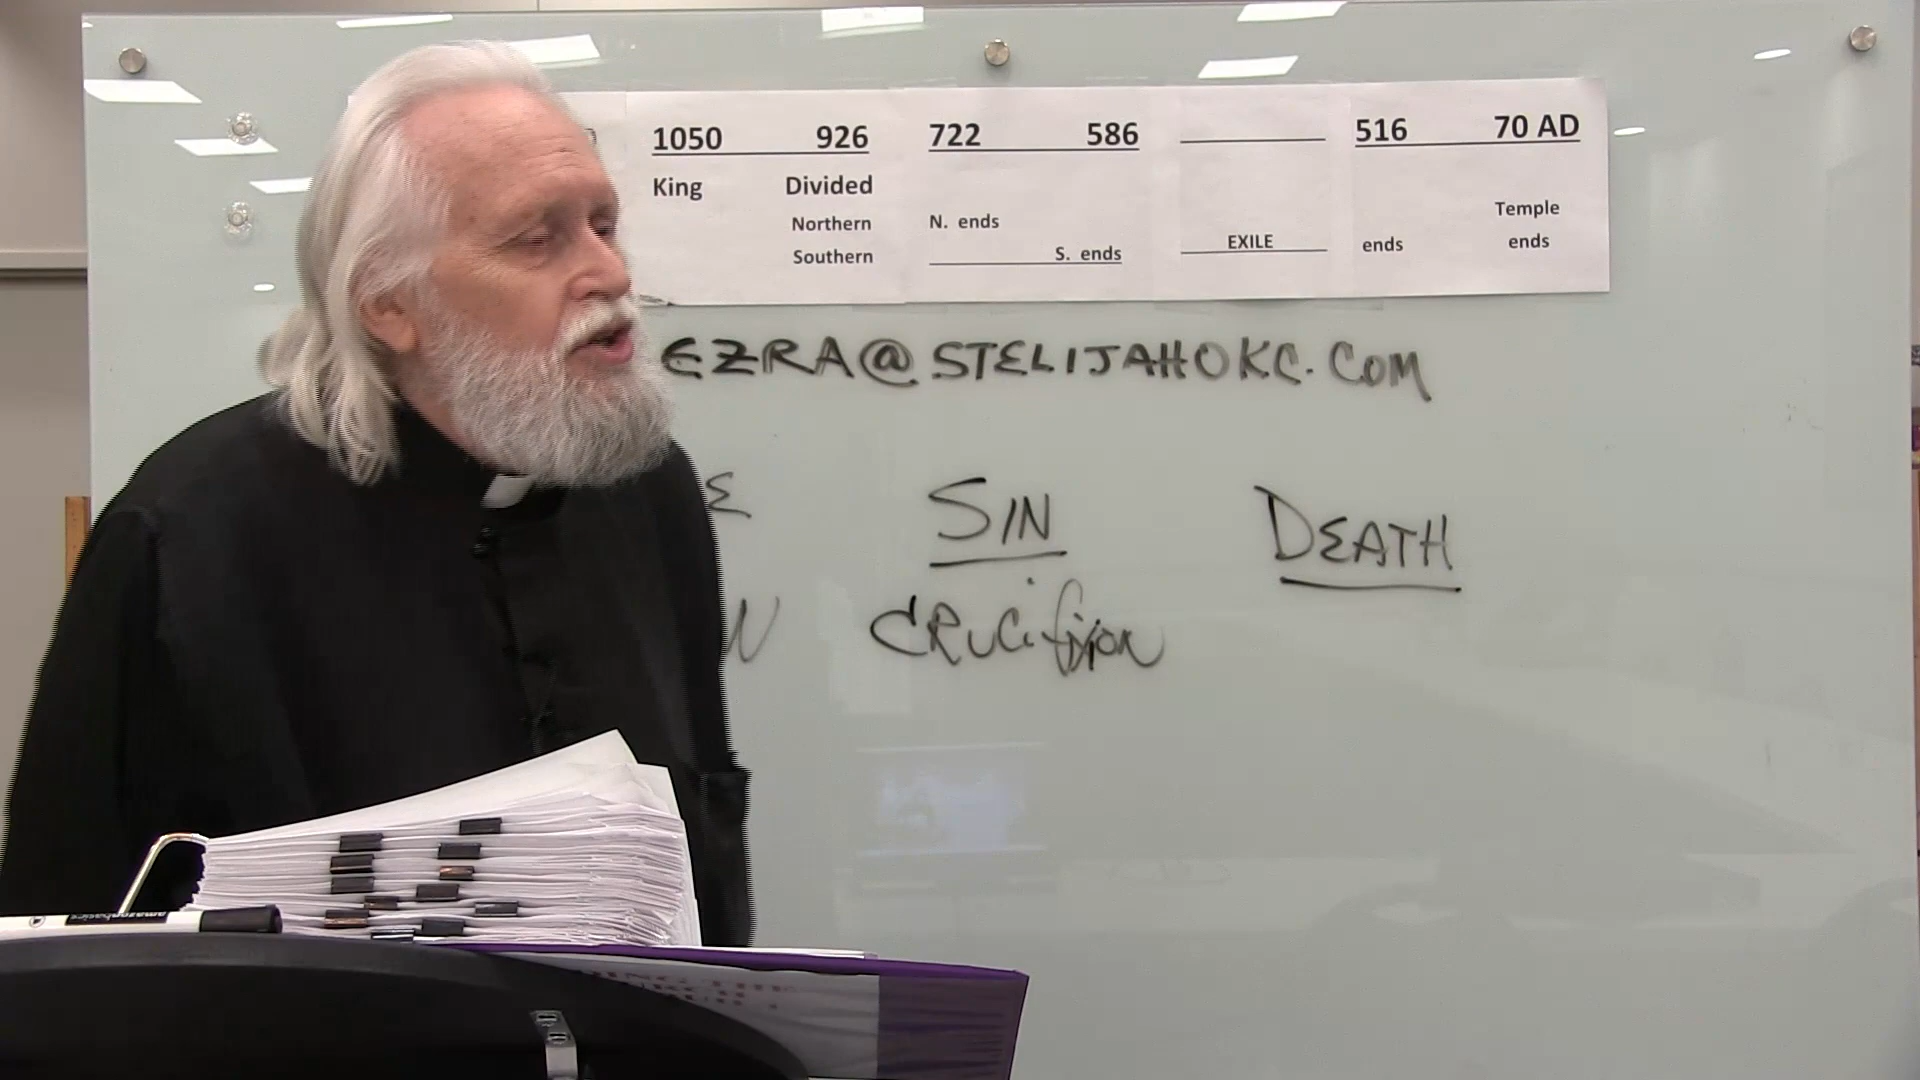 1050 926 722 586 516 70 AD
King Divided
Northern N. ends Temple
Southern S. ends EXILE ends ends
EZRA@STELIJAHOKC.COM
SIN DEATH
CRUCifixion
amazonbasics